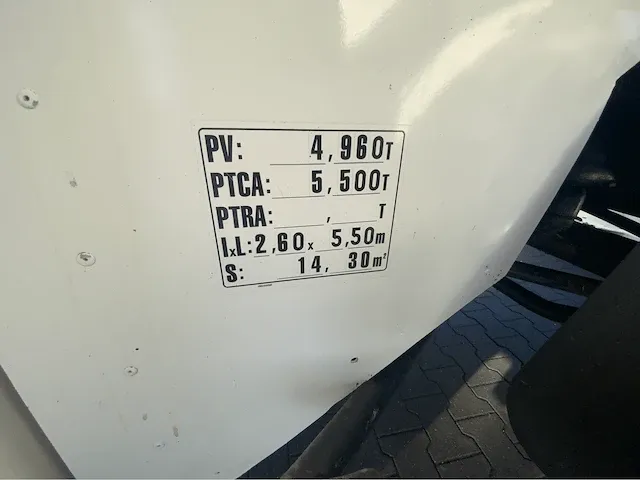 PV: 4,960T
PTCA: 5,500T
PTRA: , T
lxL: 2,60x 5,50m
S: 14, 30m²